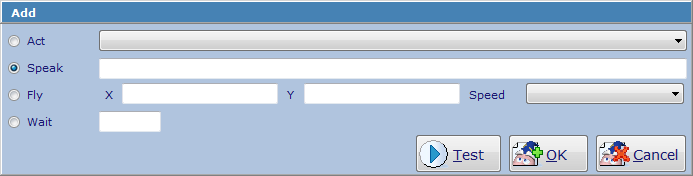 Add
Act
Speak
Fly X Y Speed
Wait
Test OK Cancel